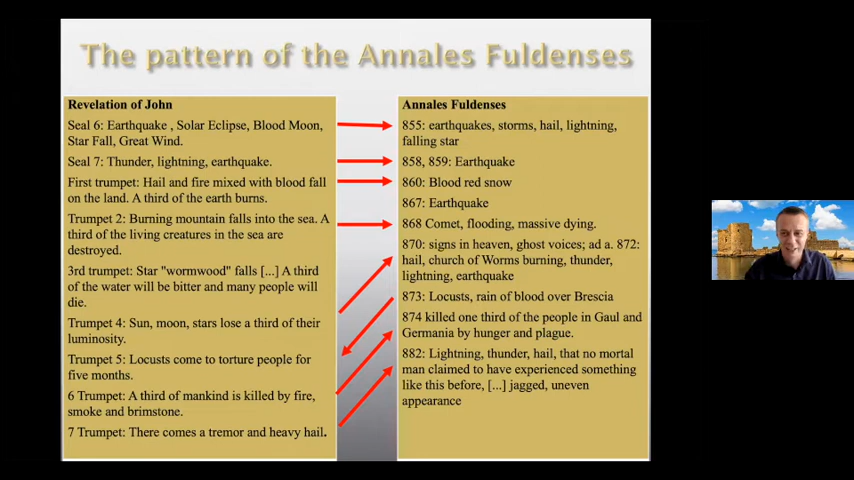 The pattern of the Annales Fuldenses
Revelation of John
Seal 6: Earthquake , Solar Eclipse, Blood Moon,
Star Fall, Great Wind.
Seal 7: Thunder, lightning, earthquake.
First trumpet: Hail and fire mixed with blood fall
on the land. A third of the earth burns.
Trumpet 2: Burning mountain falls into the sea. A
third of the living creatures in the sea are
destroyed.
3rd trumpet: Star "wormwood" falls [...] A third
of the water will be bitter and many people will
die.
Trumpet 4: Sun, moon, stars lose a third of their
luminosity.
Trumpet 5: Locusts come to torture people for
five months.
6 Trumpet: A third of mankind is killed by fire,
smoke and brimstone.
7 Trumpet: There comes a tremor and heavy hail.
Annales Fuldenses
855: earthquakes, storms, hail, lightning,
falling star
858, 859: Earthquake
860: Blood red snow
867: Earthquake
868 Comet, flooding, massive dying.
870: signs in heaven, ghost voices; ad a. 872:
hail, church of Worms burning, thunder,
lightning, earthquake
873: Locusts, rain of blood over Brescia
874 killed one third of the people in Gaul and
Germania by hunger and plague.
882: Lightning, thunder, hail, that no mortal
man claimed to have experienced something
like this before, [...] jagged, uneven
appearance